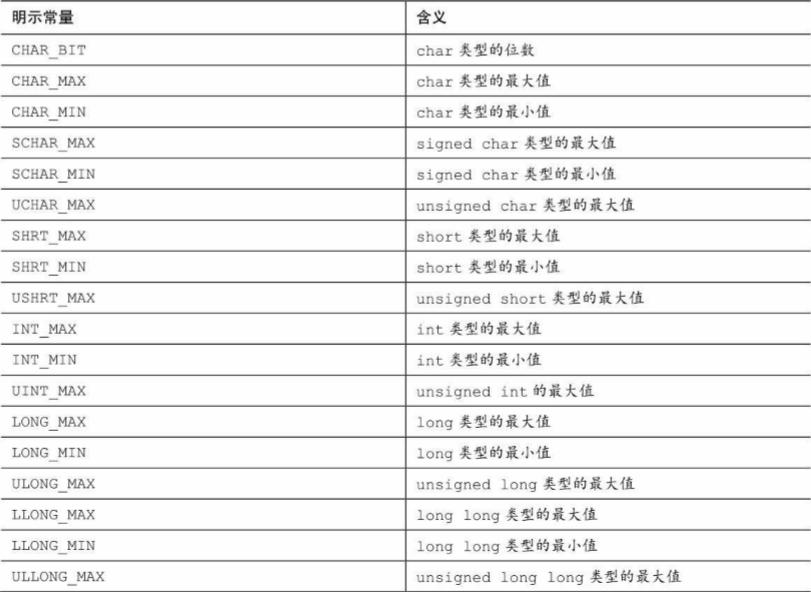 明示常量 含义
CHAR_BIT char 类型的位数
CHAR_MAX char 类型的最大值
CHAR_MIN char 类型的最小值
SCHAR_MAX signed char 类型的最大值
SCHAR_MIN signed char 类型的最小值
UCHAR_MAX unsigned char 类型的最大值
SHRT_MAX short 类型的最大值
SHRT_MIN short 类型的最小值
USHRT_MAX unsigned short 类型的最大值
INT_MAX int 类型的最大值
INT_MIN int 类型的最小值
UINT_MAX unsigned int 的最大值
LONG_MAX long 类型的最大值
LONG_MIN long 类型的最小值
ULONG_MAX unsigned long 类型的最大值
LLONG_MAX long long 类型的最大值
LLONG_MIN long long 类型的最小值
ULLONG_MAX unsigned long long 类型的最大值